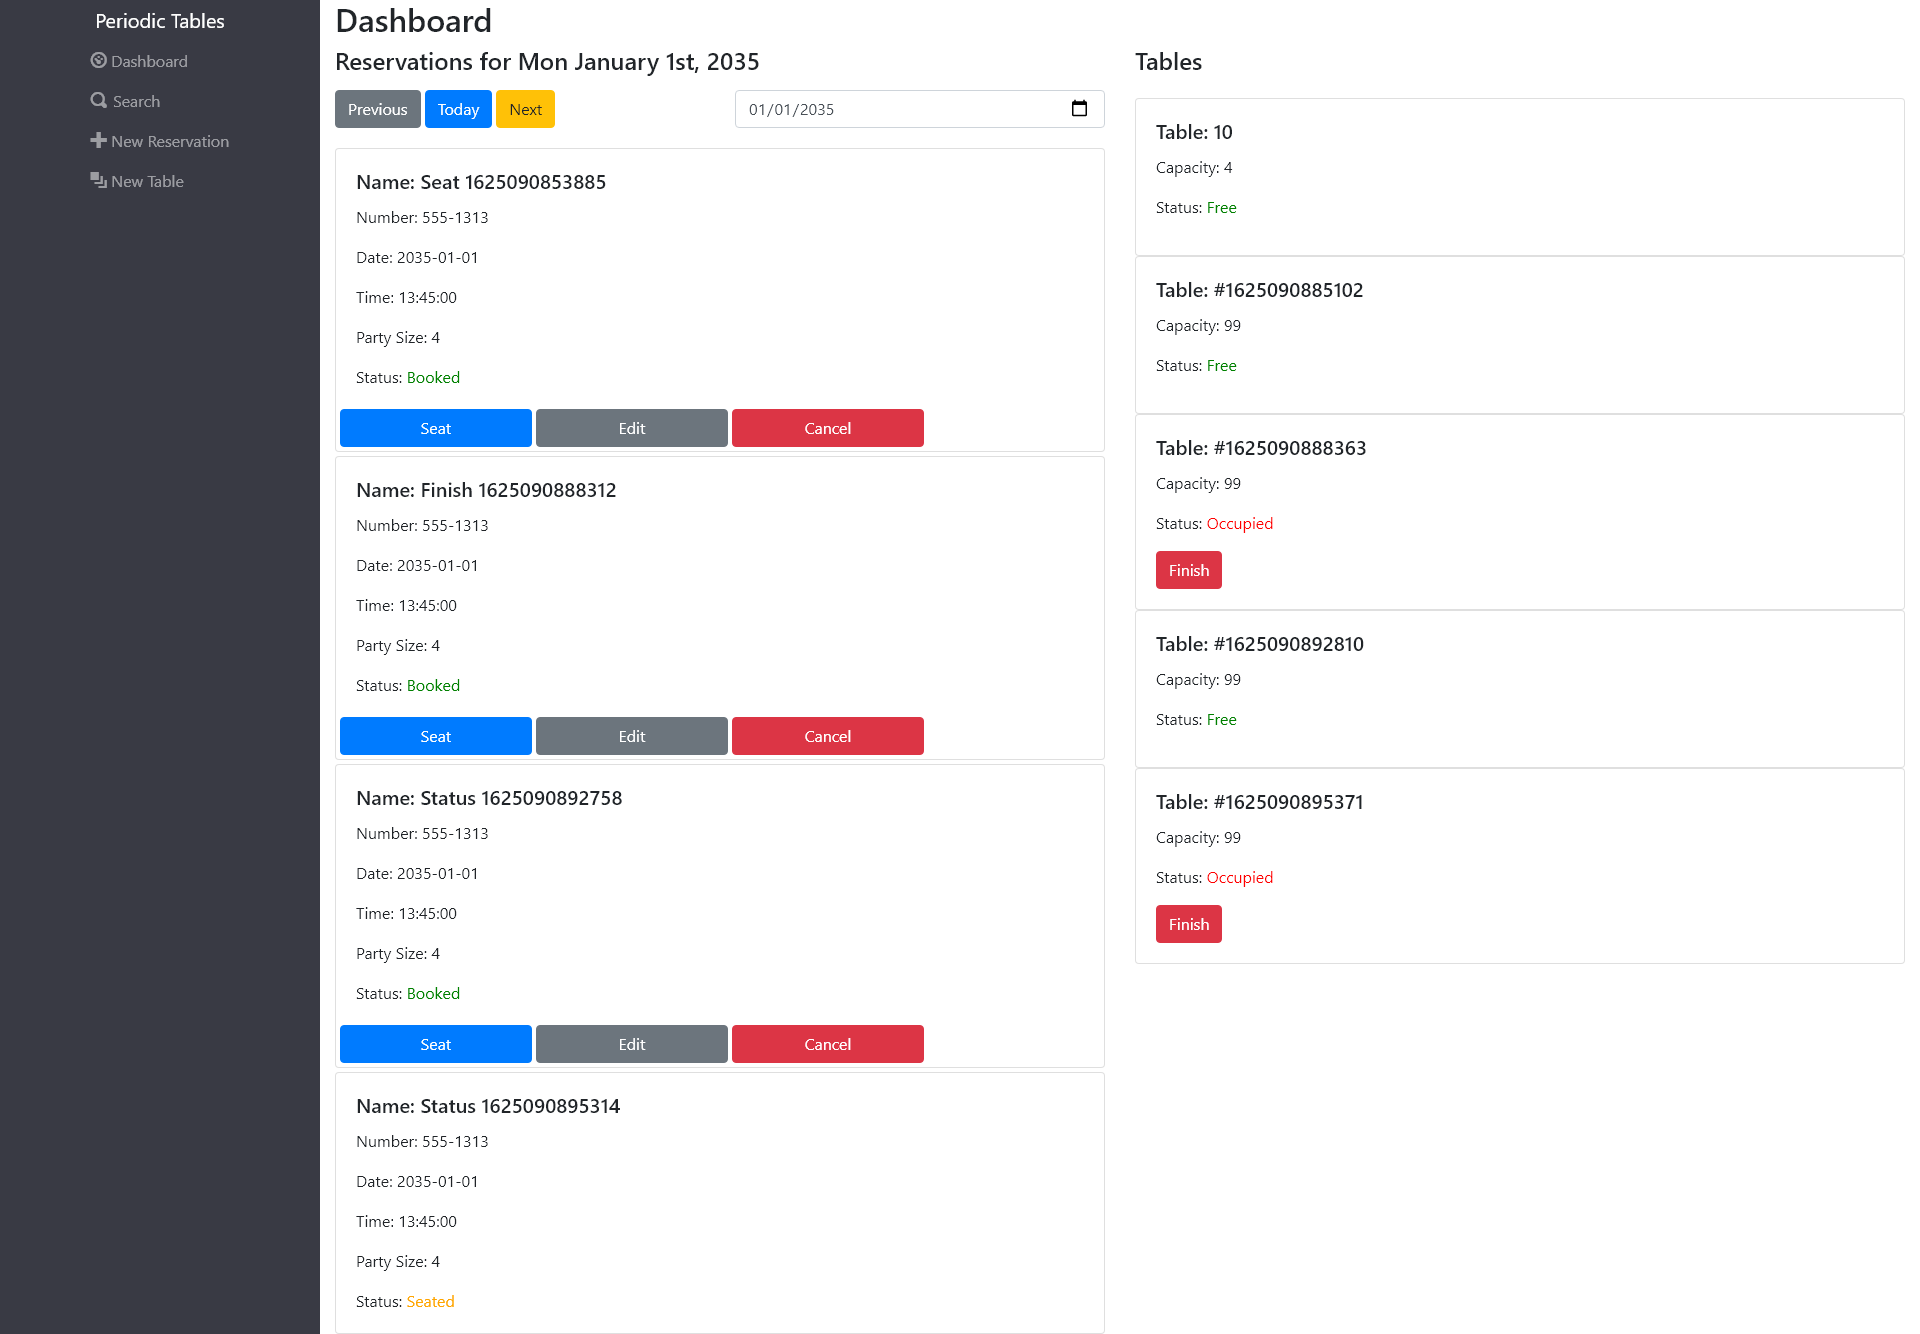 Periodic Tables
Dashboard
Search
New Reservation
New Table
Dashboard
Reservations for Mon January 1st, 2035
Previous Today Next 01/01/2035
Name: Seat 1625090853885
Number: 555-1313
Date: 2035-01-01
Time: 13:45:00
Party Size: 4
Status: Booked
Seat Edit Cancel
Name: Finish 1625090888312
Number: 555-1313
Date: 2035-01-01
Time: 13:45:00
Party Size: 4
Status: Booked
Seat Edit Cancel
Name: Status 1625090892758
Number: 555-1313
Date: 2035-01-01
Time: 13:45:00
Party Size: 4
Status: Booked
Seat Edit Cancel
Name: Status 1625090895314
Number: 555-1313
Date: 2035-01-01
Time: 13:45:00
Party Size: 4
Status: Seated
Tables
Table: 10
Capacity: 4
Status: Free
Table: #1625090885102
Capacity: 99
Status: Free
Table: #1625090888363
Capacity: 99
Status: Occupied
Finish
Table: #1625090892810
Capacity: 99
Status: Free
Table: #1625090895371
Capacity: 99
Status: Occupied
Finish